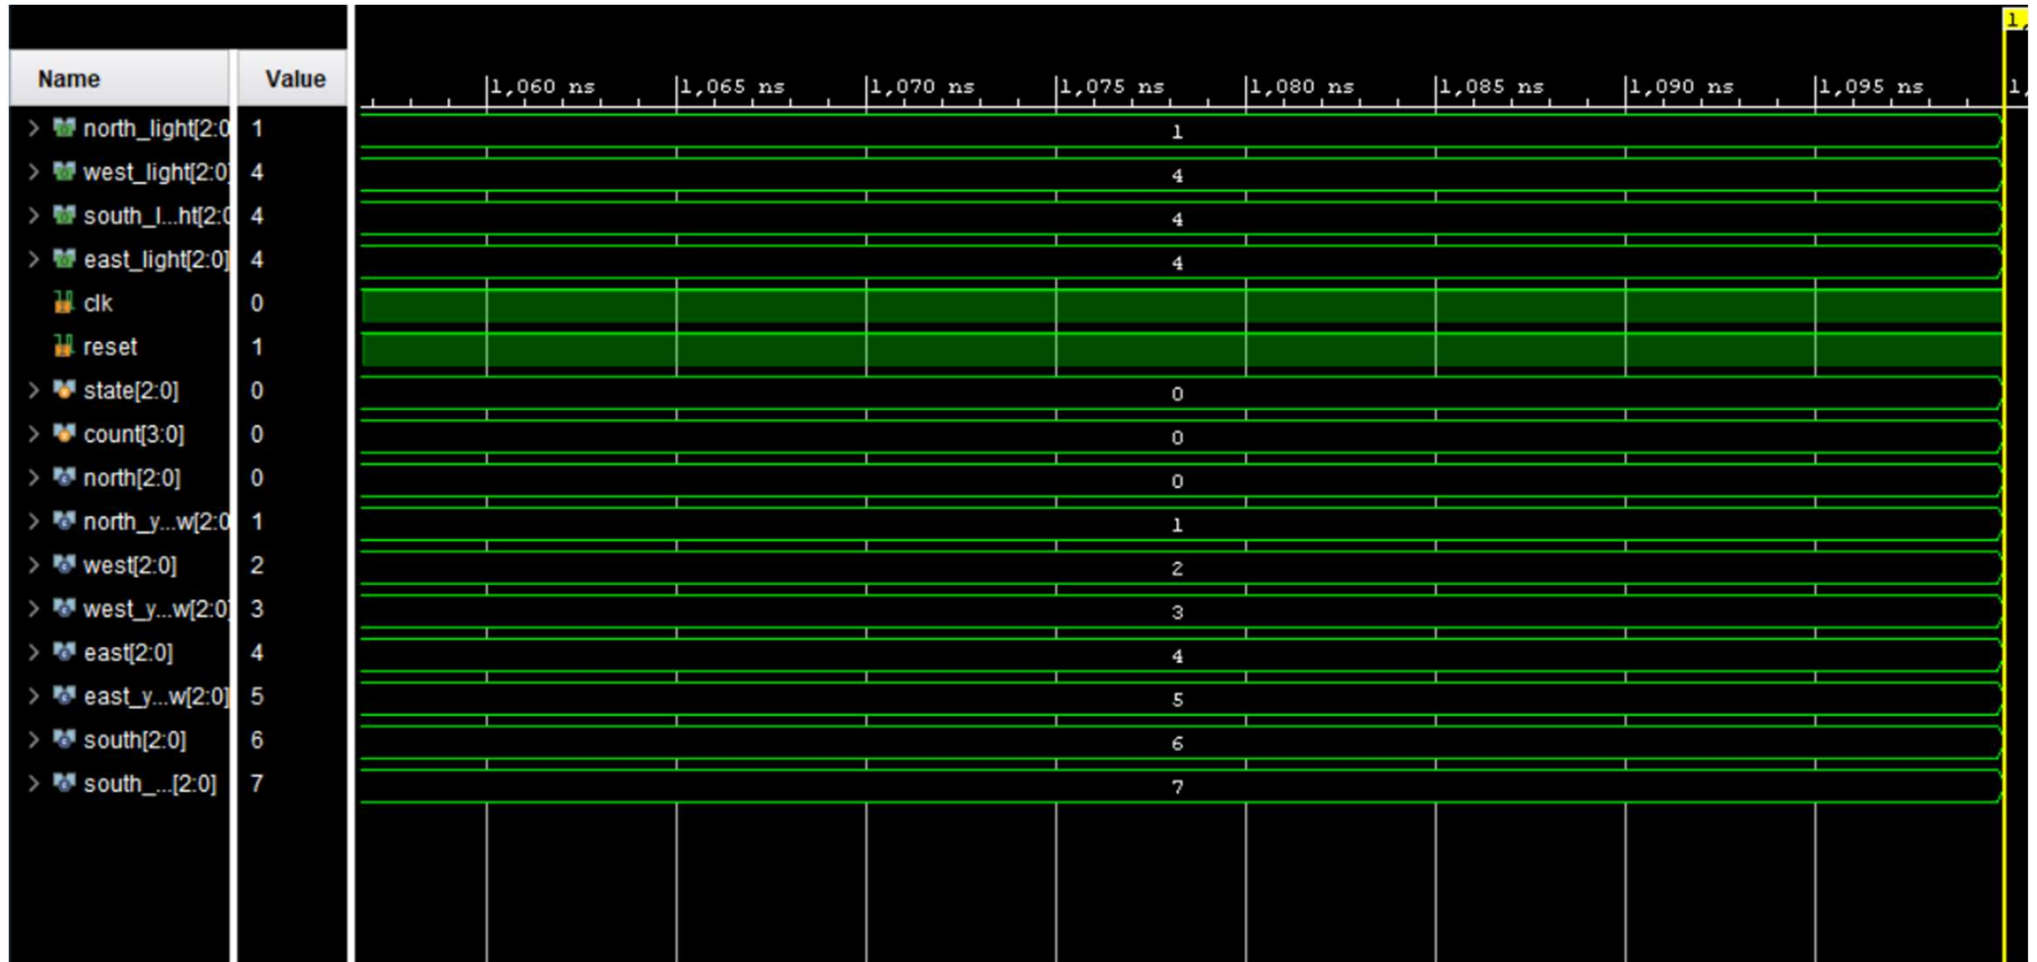 1,
Name Value 1,060 ns 1,065 ns 1,070 ns 1,075 ns 1,080 ns 1,085 ns 1,090 ns 1,095 ns 1,
north_light[2:0 1 1
west_light[2:0] 4 4
south_l...ht[2:0 4 4
east_light[2:0] 4 4
clk 0
reset 1
state[2:0] 0 0
count[3:0] 0 0
north[2:0] 0 0
north_y...w[2:0 1 1
west[2:0] 2 2
west_y...w[2:0] 3 3
east[2:0] 4 4
east_y...w[2:0] 5 5
south[2:0] 6 6
south_...[2:0] 7 7